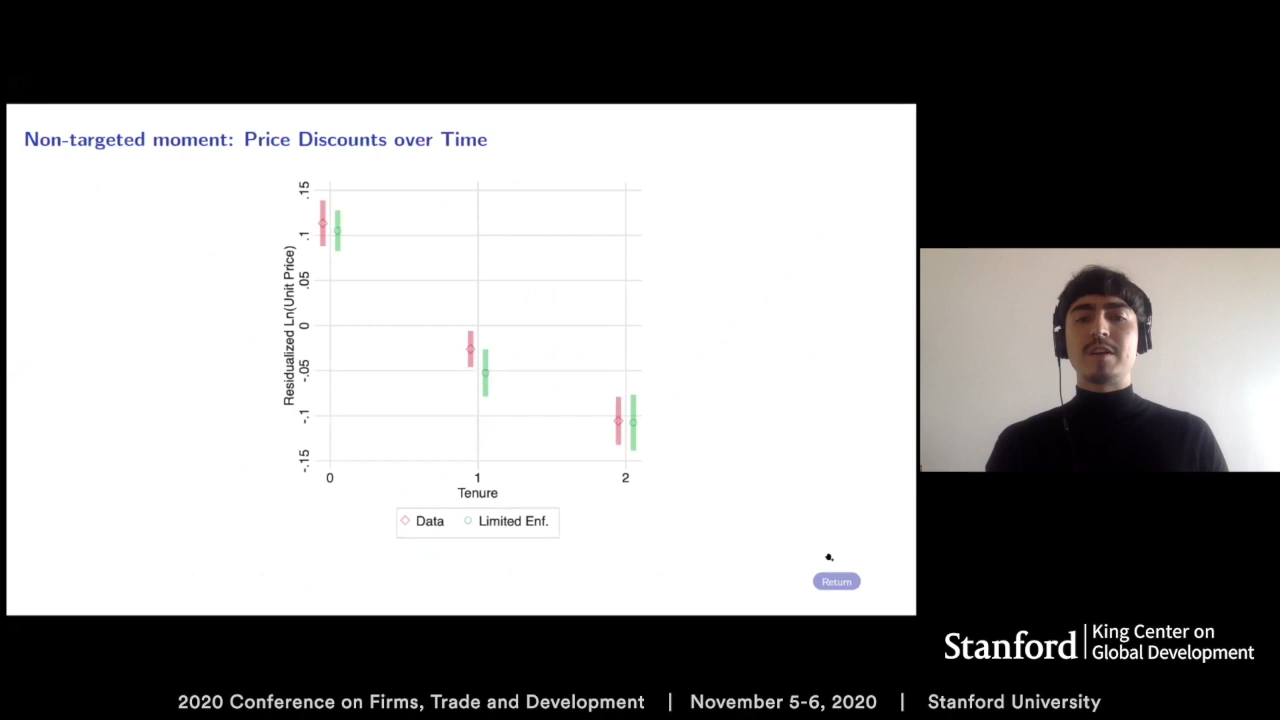 Non-targeted moment: Price Discounts over Time
Residualized Ln(Unit Price)
.15
.1
.05
0
-.05
-.1
-.15
0 1 2
Tenure
Data Limited Enf.
Return
Stanford King Center on Global Development
2020 Conference on Firms, Trade and Development | November 5-6, 2020 | Stanford University